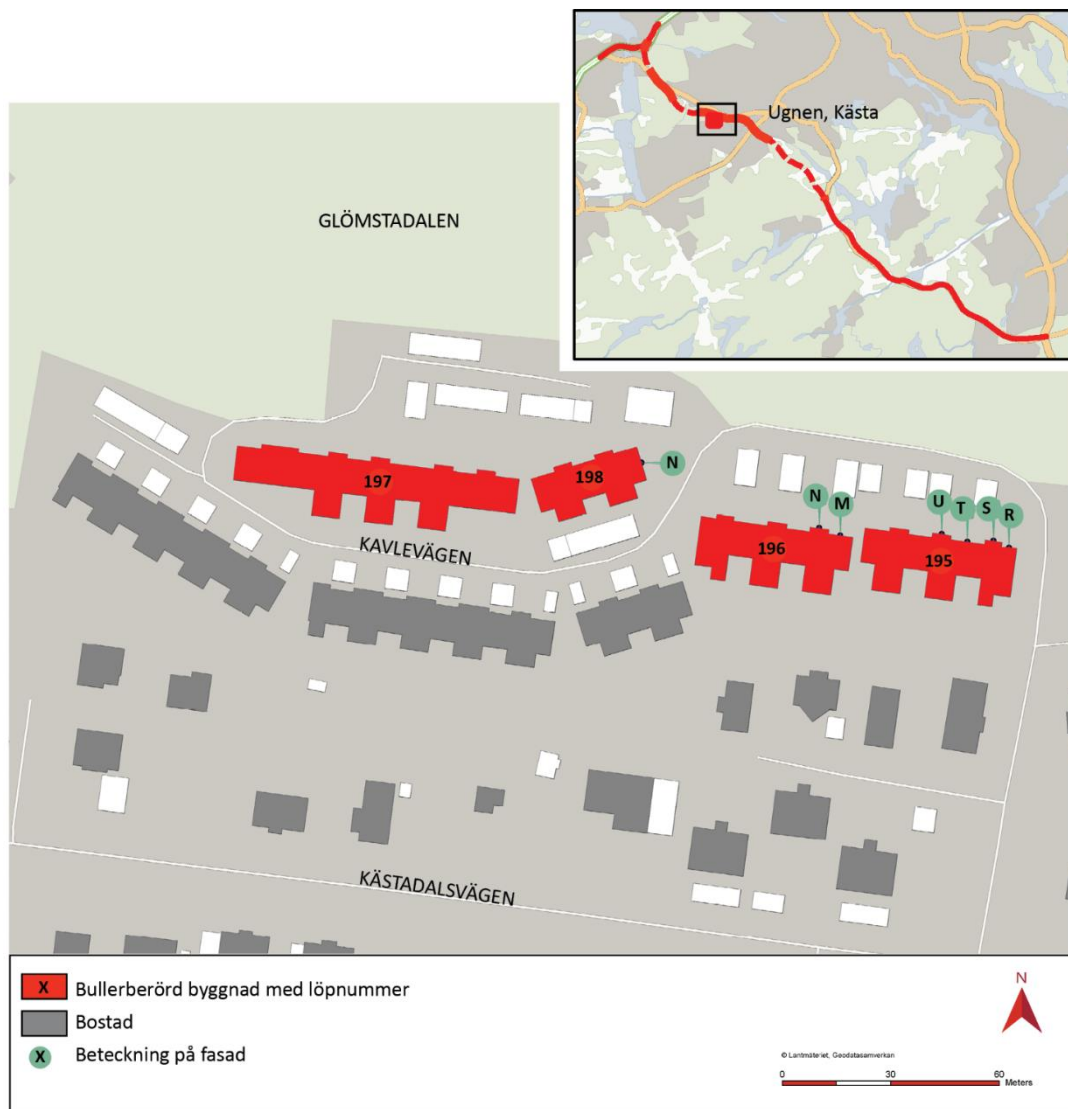 Ugnen, Kästa
GLÖMSTADALEN
197
198
N
N
M
U
T
S
R
196
195
KAVLEVÄGEN
KÄSTADALSVÄGEN
X Bullerberörd byggnad med löpnummer
Bostad
X Beteckning på fasad
N
© Lantmäteriet, Geodatasamverkan
0 30 60
Meters